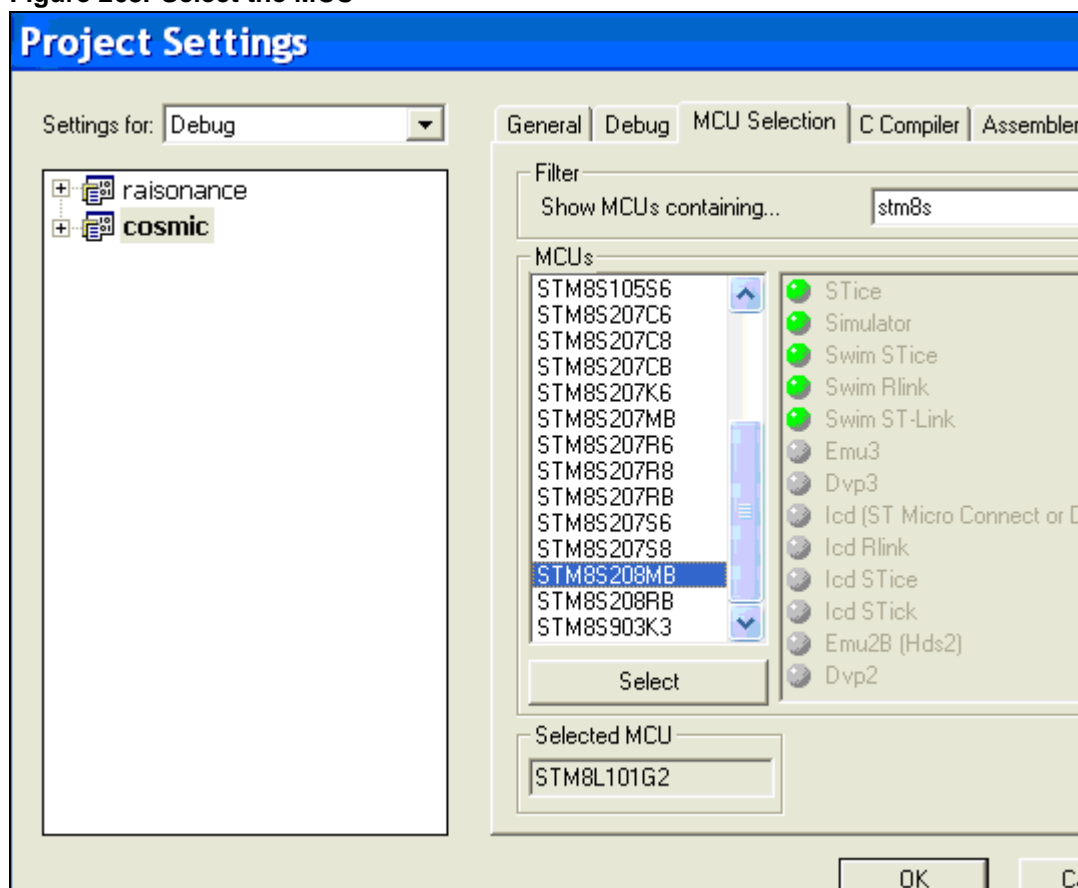 Project Settings
Settings for: Debug
raisonance
cosmic
General Debug MCU Selection C Compiler Assembler
Filter
Show MCUs containing... stm8s
MCUs
STM8S105S6
STM8S207C6
STM8S207C8
STM8S207CB
STM8S207K6
STM8S207MB
STM8S207R6
STM8S207R8
STM8S207RB
STM8S207S6
STM8S207S8
STM8S208MB
STM8S208RB
STM8S903K3
STice
Simulator
Swim STice
Swim Rlink
Swim ST-Link
Emu3
Dvp3
Icd (ST Micro Connect or D
Icd Rlink
Icd STice
Icd STick
Emu2B (Hds2)
Dvp2
Select
Selected MCU
STM8L101G2
OK